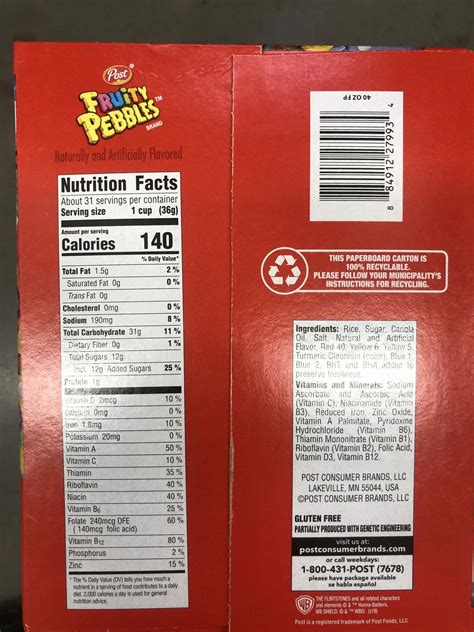 Post®
FRUITY
PEBBLES™
BRAND
Naturally and Artificially Flavored
Nutrition Facts
About 31 servings per container
Serving size 1 cup (36g)
Amount per serving
Calories 140
% Daily Value*
Total Fat 1.5g 2%
Saturated Fat 0g 0%
Trans Fat 0g
Cholesterol 0mg 0%
Sodium 190mg 8%
Total Carbohydrate 31g 11%
Dietary Fiber 0g 1%
Total Sugars 12g
Incl. 12g Added Sugars 25%
Protein 1g
Vitamin D 2mcg 10%
Calcium 0mg 0%
Iron 1.8mg 10%
Potassium 20mg 0%
Vitamin A 50%
Vitamin C 10%
Thiamin 35%
Riboflavin 40%
Niacin 40%
Vitamin B6 25%
Folate 240mcg DFE 60%
(140mcg folic acid)
Vitamin B12 80%
Phosphorus 2%
Zinc 15%
* The % Daily Value (DV) tells you how much a
nutrient in a serving of food contributes to a daily
diet. 2,000 calories a day is used for general
nutrition advice.
40 OZ FP
8 84912 27993 4
THIS PAPERBOARD CARTON IS
100% RECYCLABLE.
PLEASE FOLLOW YOUR MUNICIPALITY'S
INSTRUCTIONS FOR RECYCLING.
Ingredients: Rice, Sugar, Canola
Oil, Salt, Natural and Artificial
Flavor, Red 40, Yellow 6, Yellow 5,
Turmeric Oleoresin (color), Blue 1,
Blue 2, BHT and BHA added to
preserve freshness.
Vitamins and Minerals: Sodium
Ascorbate and Ascorbic Acid
(Vitamin C), Niacinamide (Vitamin
B3), Reduced Iron, Zinc Oxide,
Vitamin A Palmitate, Pyridoxine
Hydrochloride (Vitamin B6),
Thiamin Mononitrate (Vitamin B1),
Riboflavin (Vitamin B2), Folic Acid,
Vitamin D3, Vitamin B12.
POST CONSUMER BRANDS, LLC
LAKEVILLE, MN 55044, USA
©POST CONSUMER BRANDS, LLC
GLUTEN FREE
PARTIALLY PRODUCED WITH GENETIC ENGINEERING
visit us at:
postconsumerbrands.com
or call weekdays:
1-800-431-POST (7678)
please have package available
se habla español
THE FLINTSTONES and all related characters
and elements © & ™ Hanna-Barbera.
WB SHIELD: © & ™ WBEI. (s19)
Post is a registered trademark of Post Foods, LLC